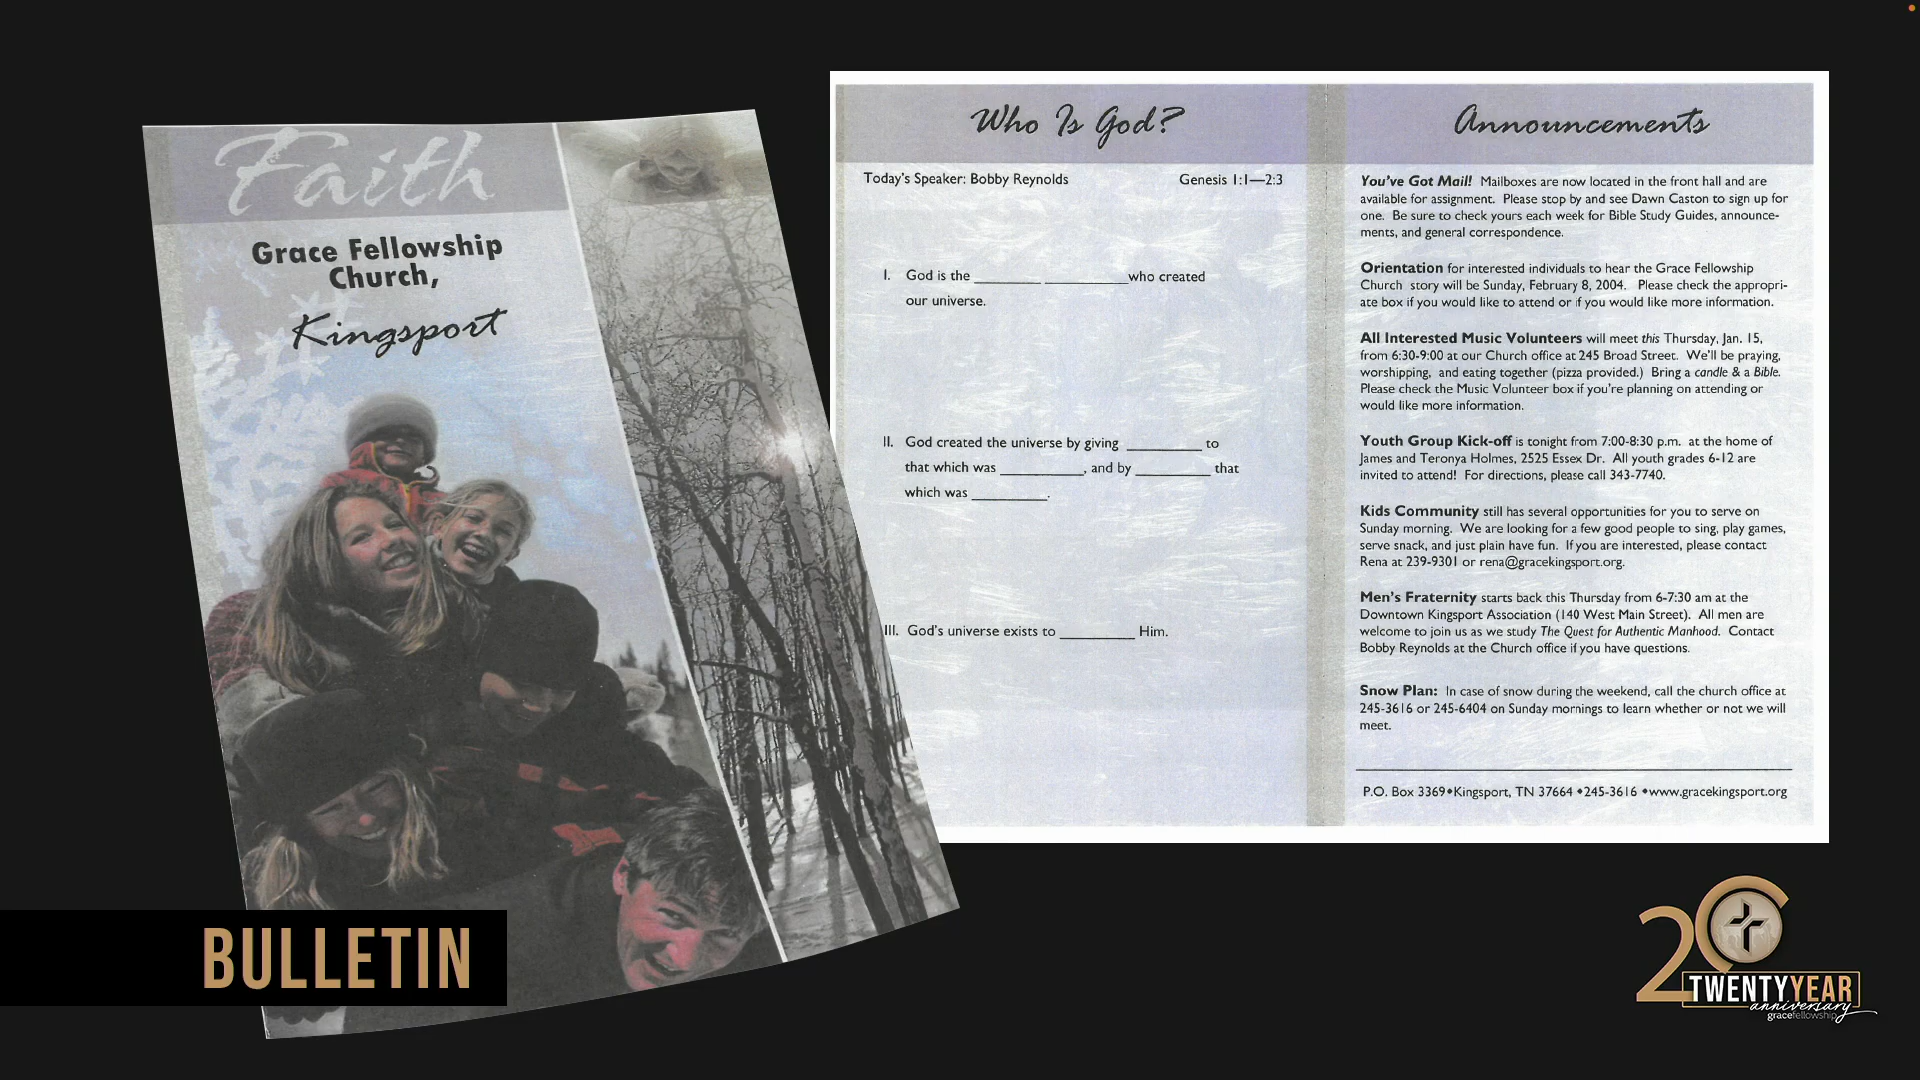 Faith
Grace Fellowship
Church,
Kingsport
BULLETIN
Who Is God?
Today's Speaker: Bobby Reynolds Genesis 1:1—2:3
I. God is the _________ ___________who created
our universe.
II. God created the universe by giving __________ to
that which was ___________, and by __________ that
which was __________.
III. God's universe exists to __________ Him.
Announcements
You've Got Mail! Mailboxes are now located in the front hall and are
available for assignment. Please stop by and see Dawn Caston to sign up for
one. Be sure to check yours each week for Bible Study Guides, announce-
ments, and general correspondence.
Orientation for interested individuals to hear the Grace Fellowship
Church story will be Sunday, February 8, 2004. Please check the appropri-
ate box if you would like to attend or if you would like more information.
All Interested Music Volunteers will meet this Thursday, Jan. 15,
from 6:30-9:00 at our Church office at 245 Broad Street. We'll be praying,
worshipping, and eating together (pizza provided.) Bring a candle & a Bible.
Please check the Music Volunteer box if you're planning on attending or
would like more information.
Youth Group Kick-off is tonight from 7:00-8:30 p.m. at the home of
James and Teronya Holmes, 2525 Essex Dr. All youth grades 6-12 are
invited to attend! For directions, please call 343-7740.
Kids Community still has several opportunities for you to serve on
Sunday morning. We are looking for a few good people to sing, play games,
serve snack, and just plain have fun. If you are interested, please contact
Rena at 239-9301 or rena@gracekingsport.org.
Men's Fraternity starts back this Thursday from 6-7:30 am at the
Downtown Kingsport Association (140 West Main Street). All men are
welcome to join us as we study The Quest for Authentic Manhood. Contact
Bobby Reynolds at the Church office if you have questions.
Snow Plan: In case of snow during the weekend, call the church office at
245-3616 or 245-6404 on Sunday mornings to learn whether or not we will
meet.
P.O. Box 3369•Kingsport, TN 37664 •245-3616 •www.gracekingsport.org
20
TWENTYYEAR
anniversary
gracefellowship